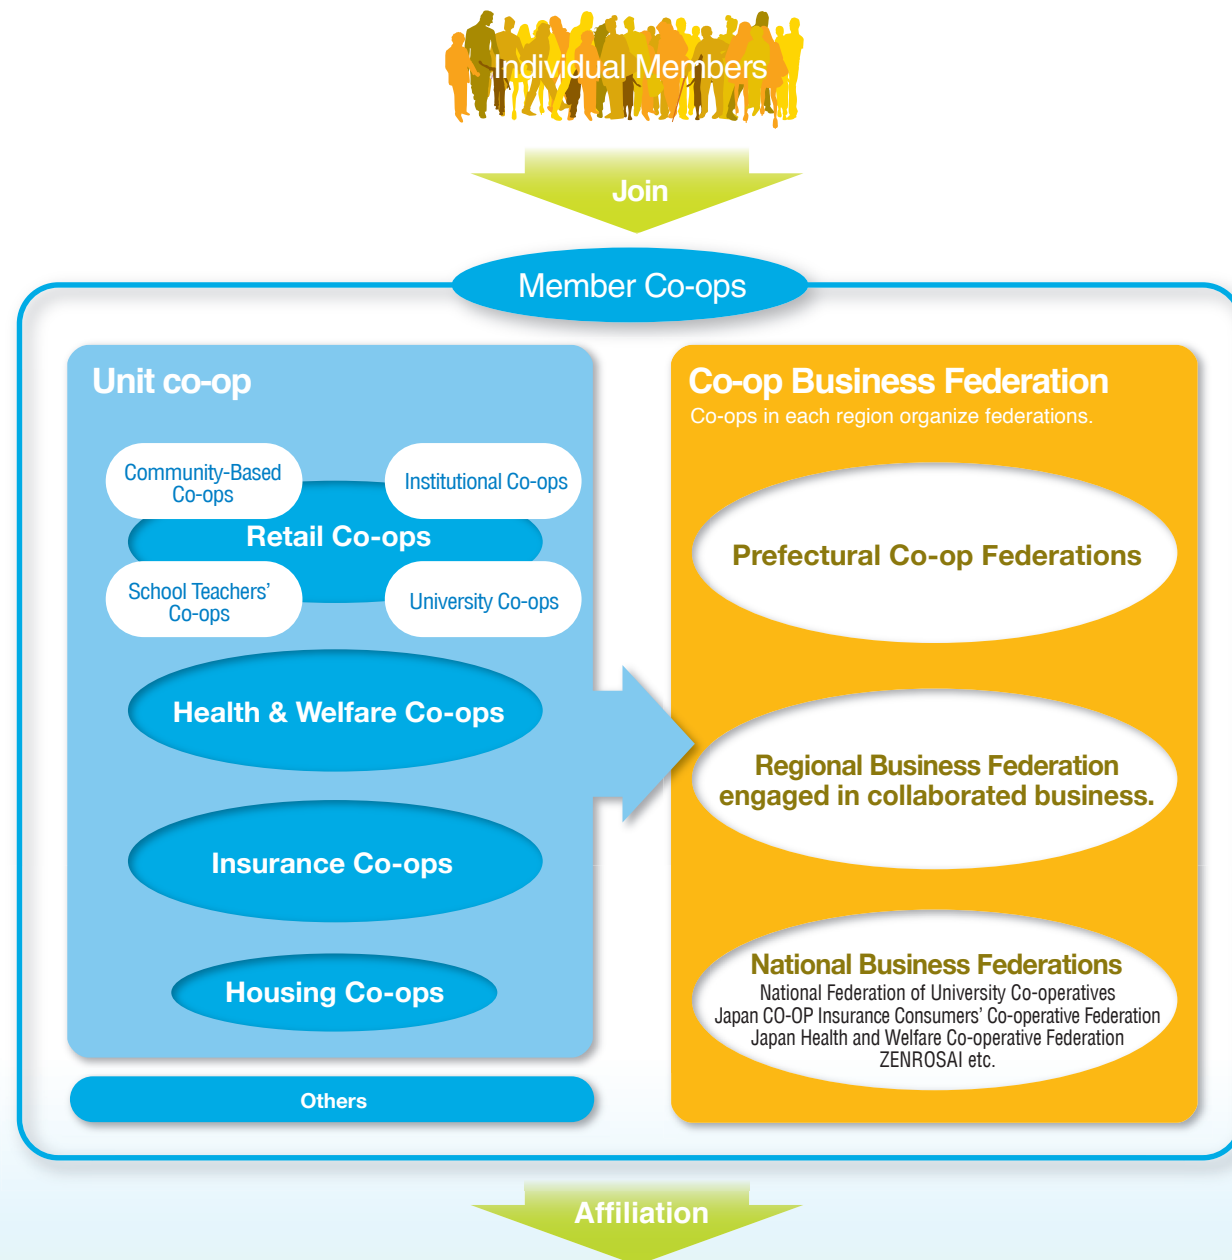 Individual Members
Join
Member Co-ops
Unit co-op
Community-Based
Co-ops
Institutional Co-ops
Retail Co-ops
School Teachers'
Co-ops
University Co-ops
Health & Welfare Co-ops
Insurance Co-ops
Housing Co-ops
Others
Co-op Business Federation
Co-ops in each region organize federations.
Prefectural Co-op Federations
Regional Business Federation
engaged in collaborated business.
National Business Federations
National Federation of University Co-operatives
Japan CO-OP Insurance Consumers' Co-operative Federation
Japan Health and Welfare Co-operative Federation
ZENROSAI etc.
Affiliation